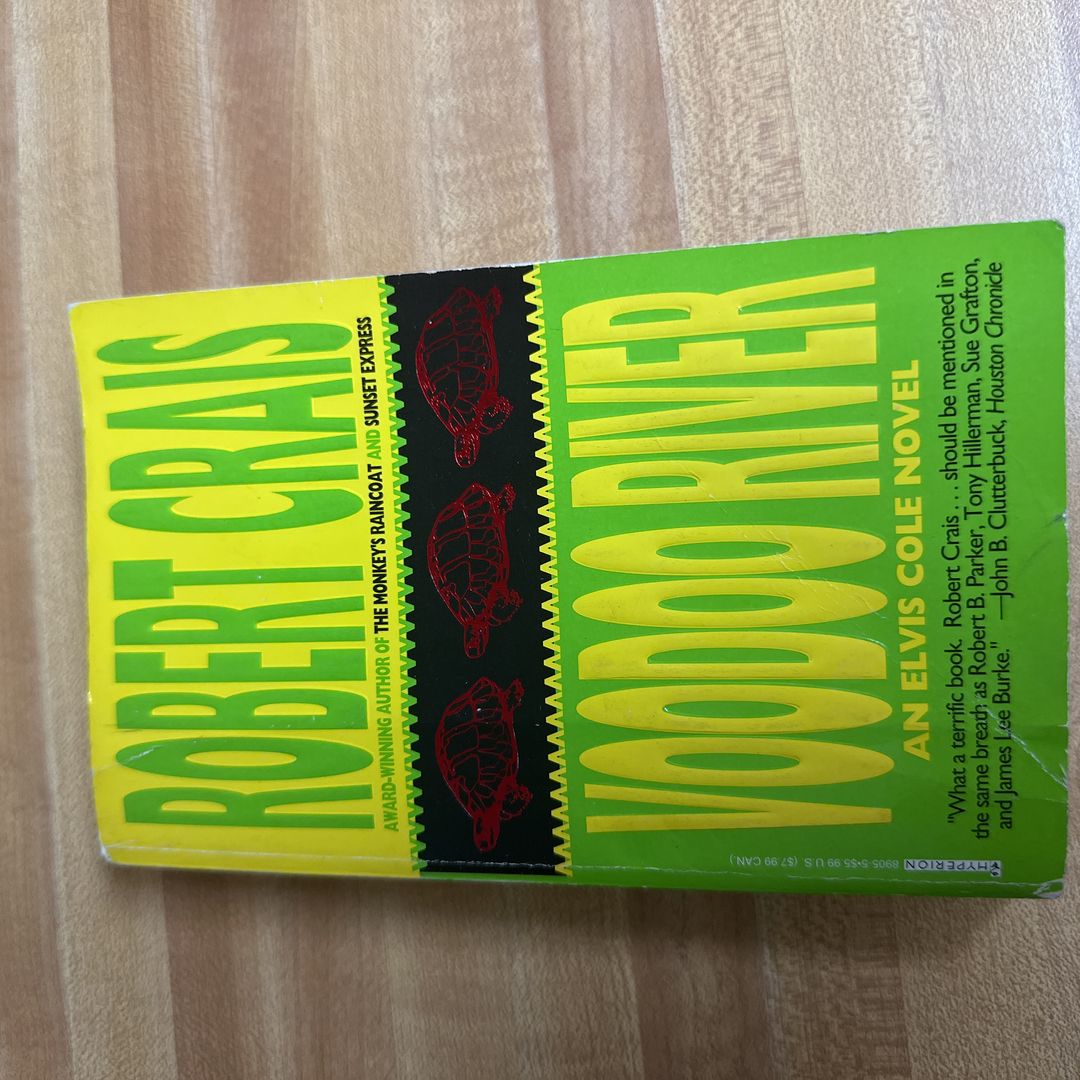 ROBERT CRAIS
AWARD-WINNING AUTHOR OF THE MONKEY'S RAINCOAT AND SUNSET EXPRESS
VOODOO RIVER
AN ELVIS COLE NOVEL
"What a terrific book. Robert Crais . . . should be mentioned in
the same breath as Robert B. Parker, Tony Hillerman, Sue Grafton,
and James Lee Burke." —John B. Clutterbuck, Houston Chronicle
HYPERION 8905-5•$5.99 U.S. ($7.99 CAN.)